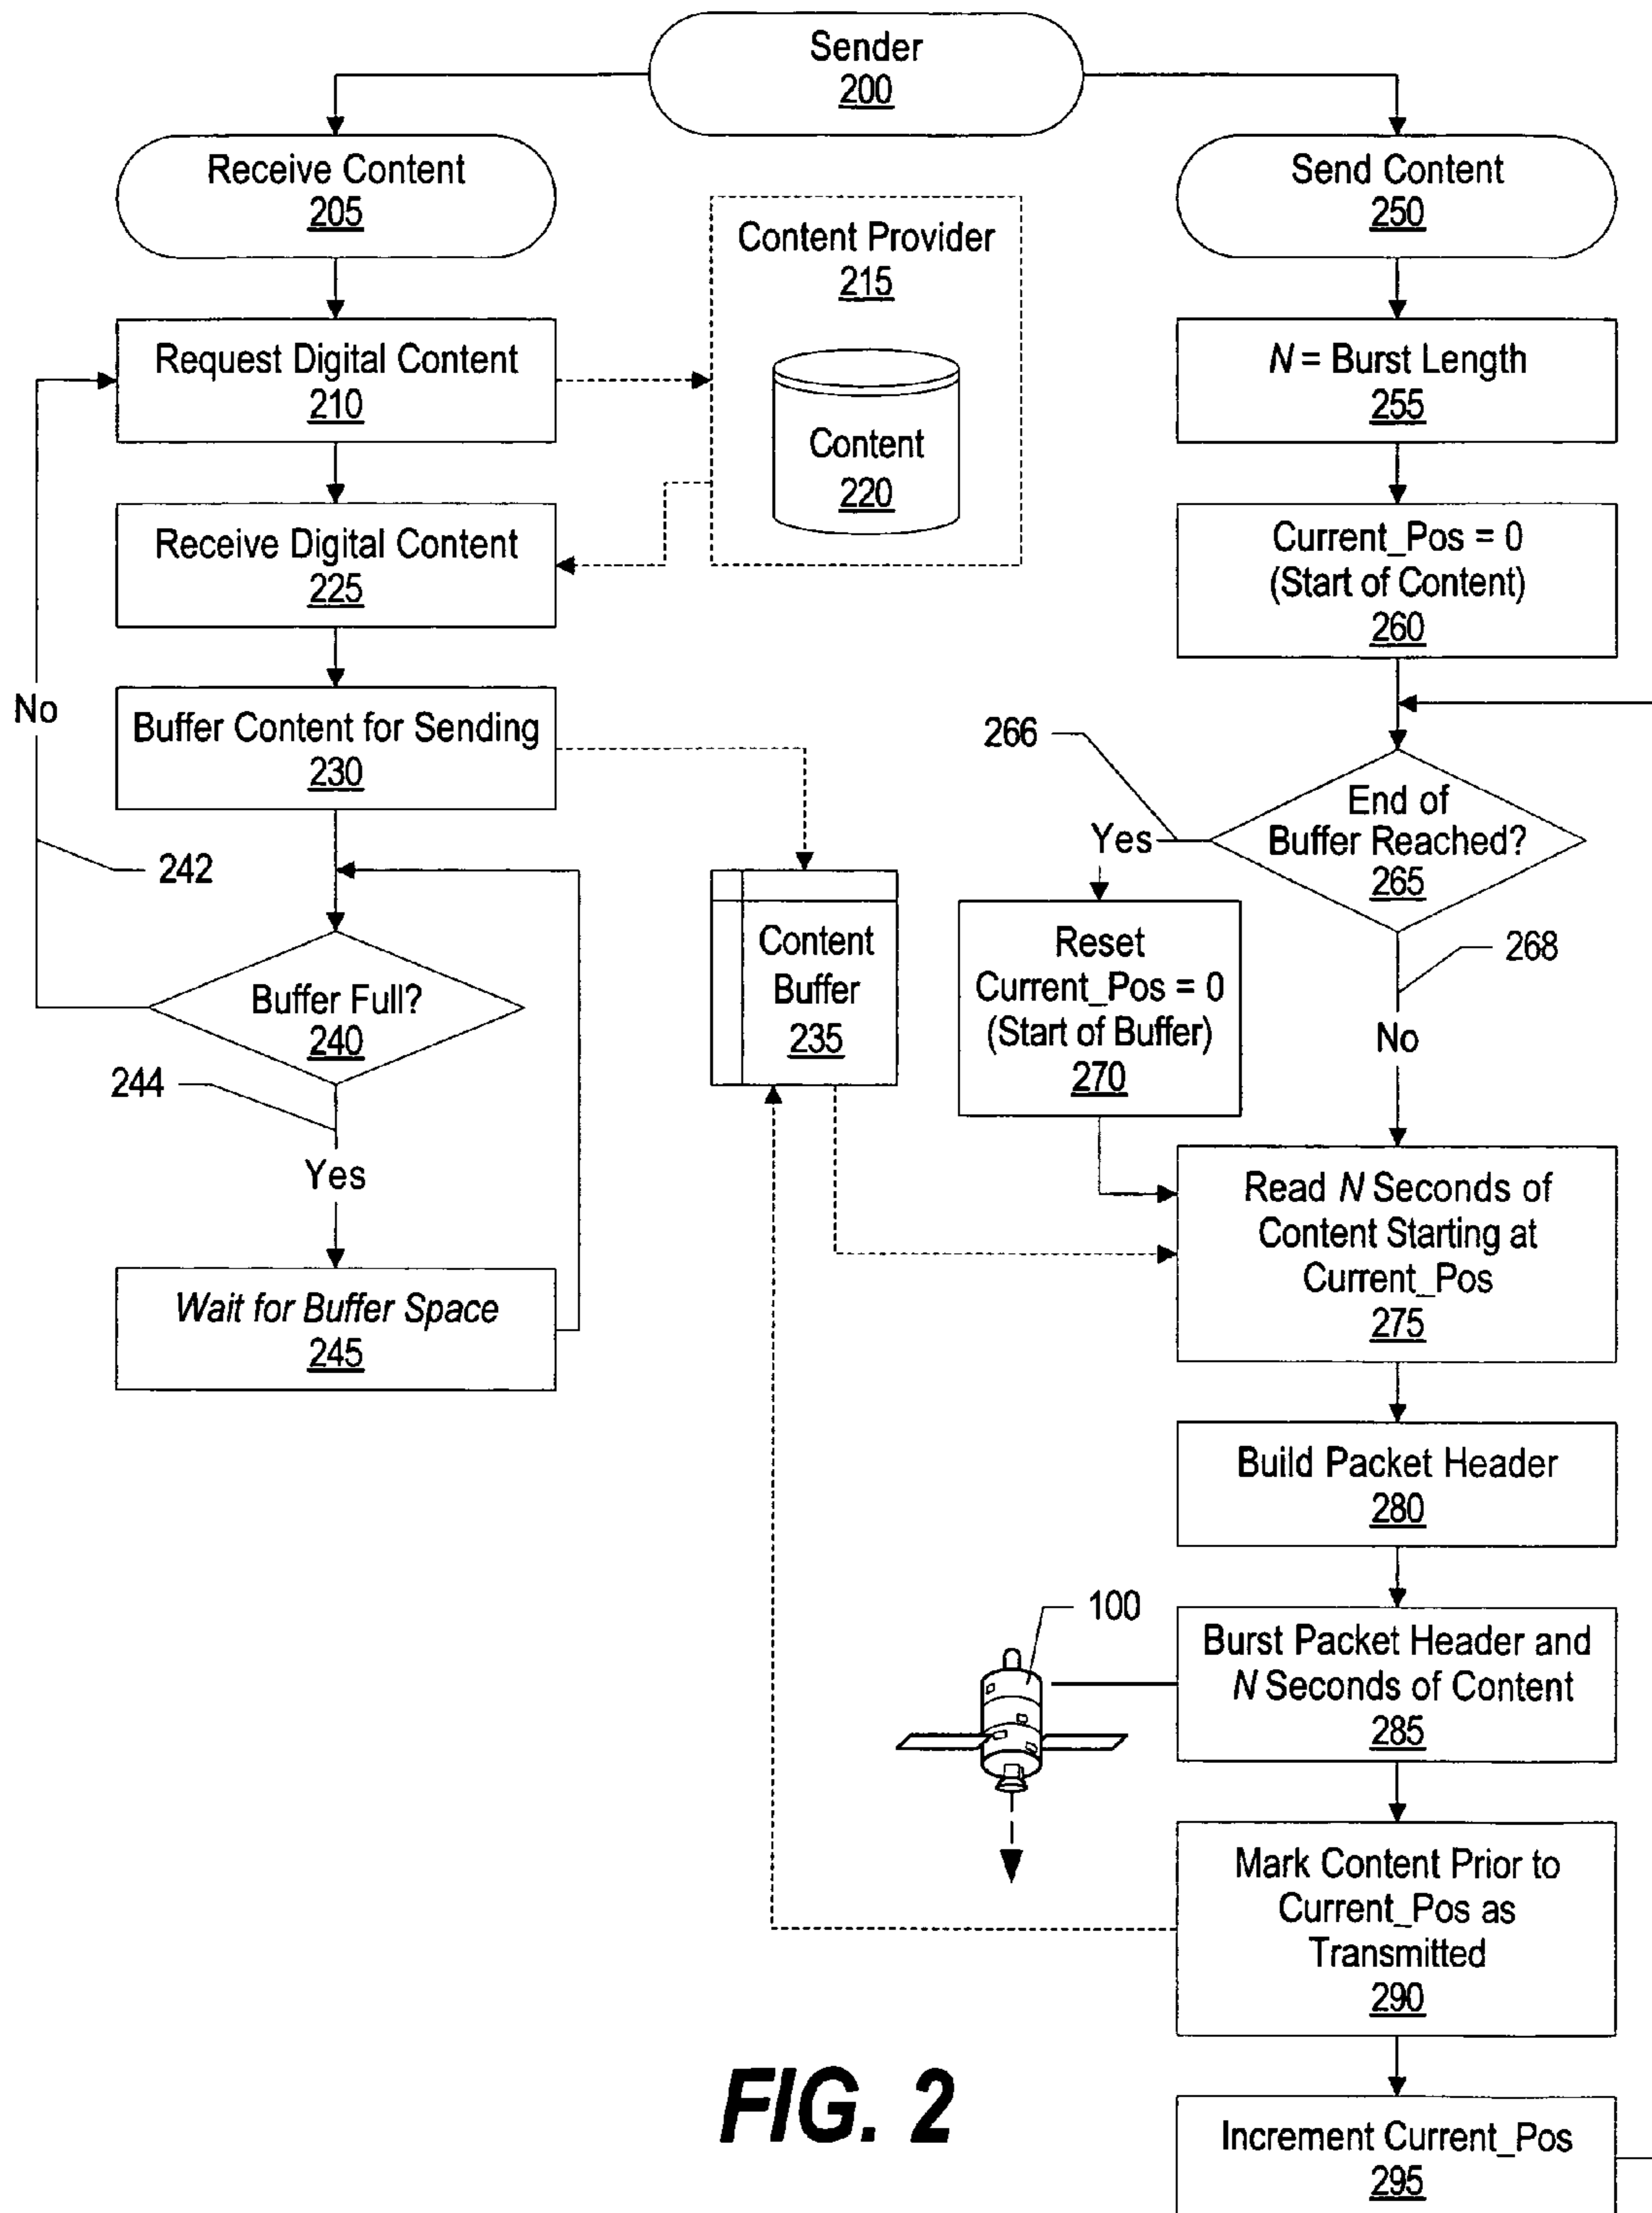 Sender
200
Receive Content
205
Send Content
250
Content Provider
215
Content
220
Request Digital Content
210
N = Burst Length
255
Receive Digital Content
225
Current_Pos = 0
(Start of Content)
260
No
Buffer Content for Sending
230
266
242
Yes
End of
Buffer Reached?
265
268
Content
Buffer
235
Reset
Current_Pos = 0
(Start of Buffer)
270
Buffer Full?
240
No
244
Yes
Read N Seconds of
Content Starting at
Current_Pos
275
Wait for Buffer Space
245
Build Packet Header
280
100
Burst Packet Header and
N Seconds of Content
285
Mark Content Prior to
Current_Pos as
Transmitted
290
FIG. 2
Increment Current_Pos
295